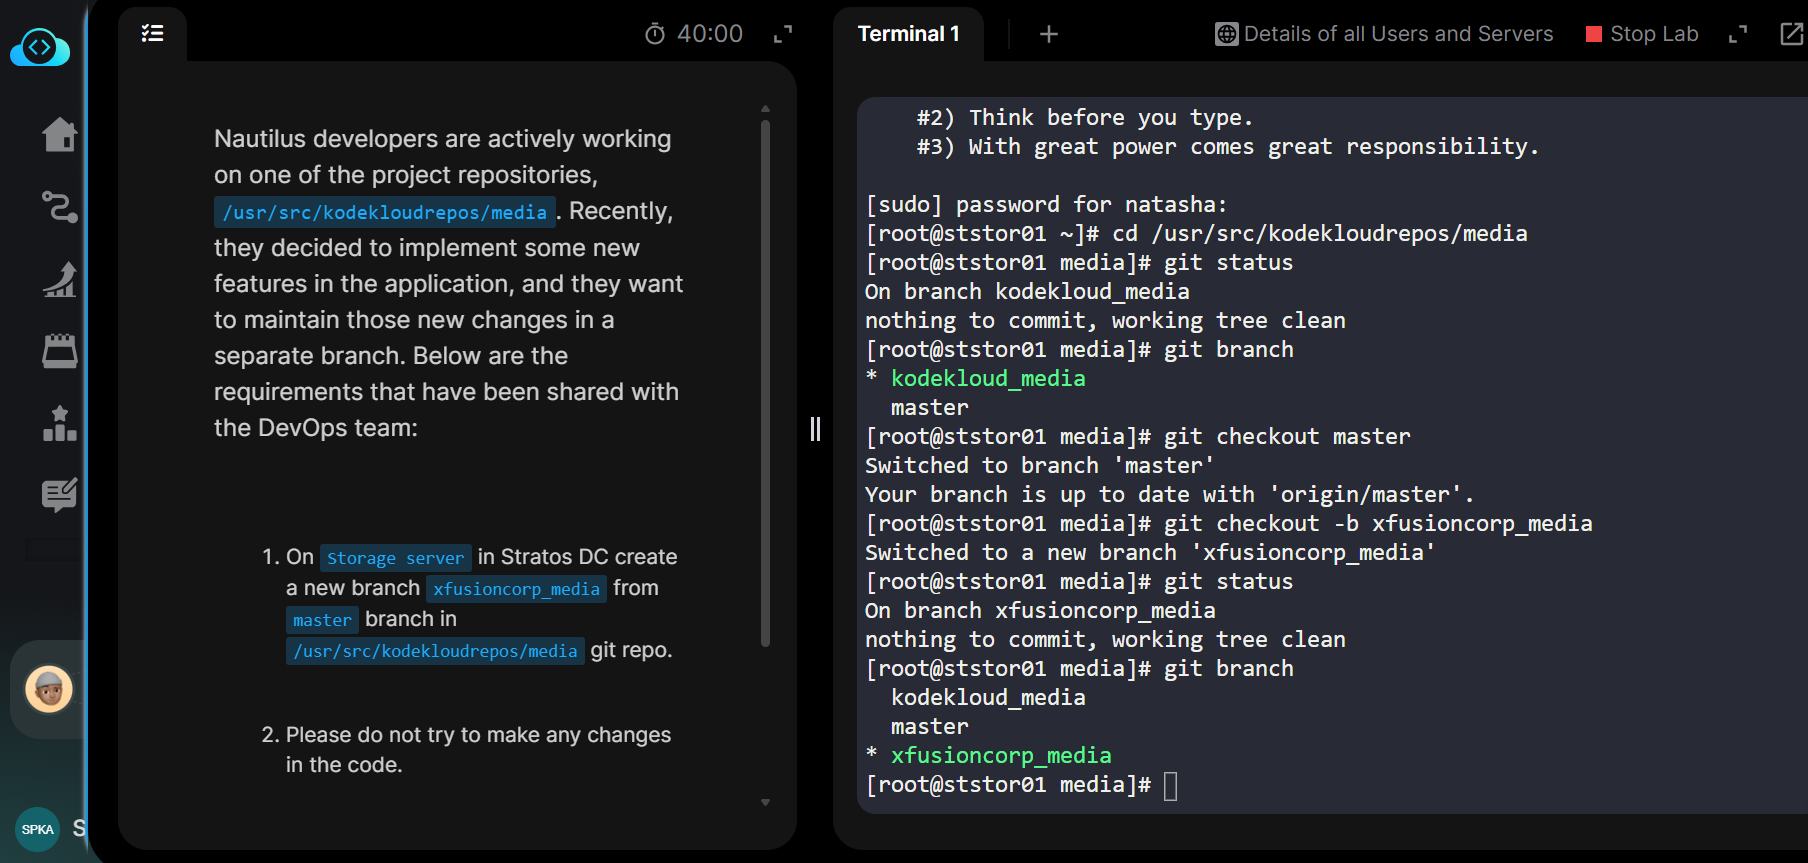 40:00
Nautilus developers are actively working
on one of the project repositories,
/usr/src/kodekloudrepos/media. Recently,
they decided to implement some new
features in the application, and they want
to maintain those new changes in a
separate branch. Below are the
requirements that have been shared with
the DevOps team:
1. On Storage server in Stratos DC create
a new branch xfusioncorp_media from
master branch in
/usr/src/kodekloudrepos/media git repo.
2. Please do not try to make any changes
in the code.
SPKA S
Terminal 1
+
Details of all Users and Servers
Stop Lab
#2) Think before you type.
#3) With great power comes great responsibility.
[sudo] password for natasha:
[root@ststor01 ~]# cd /usr/src/kodekloudrepos/media
[root@ststor01 media]# git status
On branch kodekloud_media
nothing to commit, working tree clean
[root@ststor01 media]# git branch
* kodekloud_media
master
[root@ststor01 media]# git checkout master
Switched to branch 'master'
Your branch is up to date with 'origin/master'.
[root@ststor01 media]# git checkout -b xfusioncorp_media
Switched to a new branch 'xfusioncorp_media'
[root@ststor01 media]# git status
On branch xfusioncorp_media
nothing to commit, working tree clean
[root@ststor01 media]# git branch
kodekloud_media
master
* xfusioncorp_media
[root@ststor01 media]#